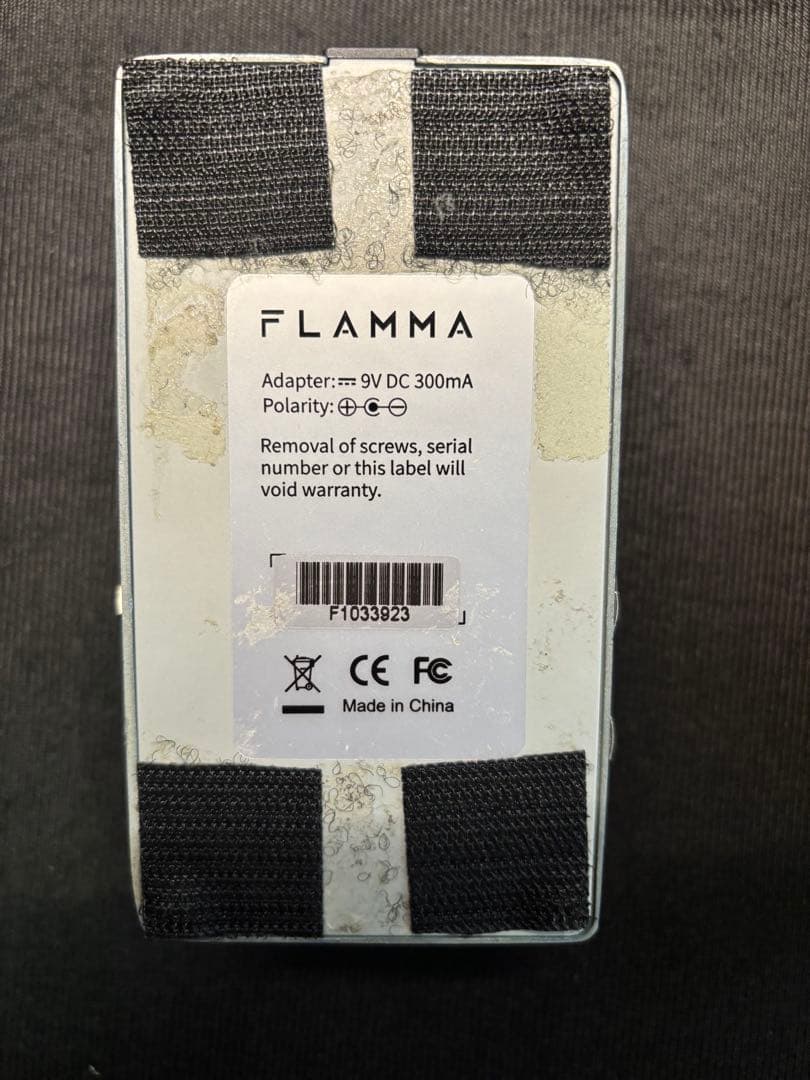 FLAMMA
Adapter:⎓ 9V DC 300mA
Polarity:
Removal of screws, serial
number or this label will
void warranty.
F1033923
CE FC
Made in China